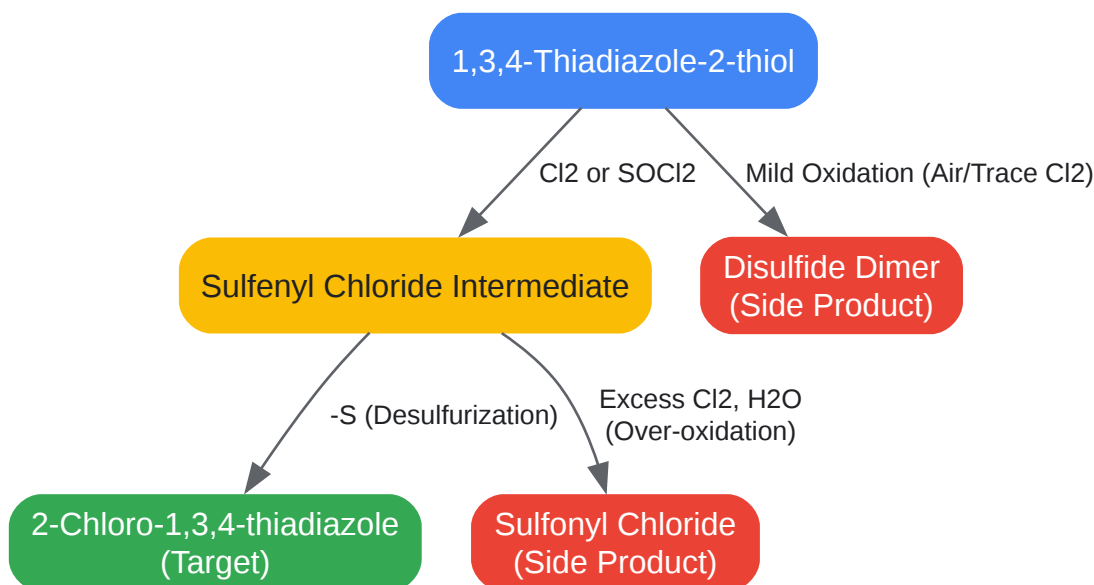 1,3,4-Thiadiazole-2-thiol
Cl2 or SOCl2
Mild Oxidation (Air/Trace Cl2)
Sulfenyl Chloride Intermediate
Disulfide Dimer
(Side Product)
-S (Desulfurization)
Excess Cl2, H2O
(Over-oxidation)
2-Chloro-1,3,4-thiadiazole
(Target)
Sulfonyl Chloride
(Side Product)